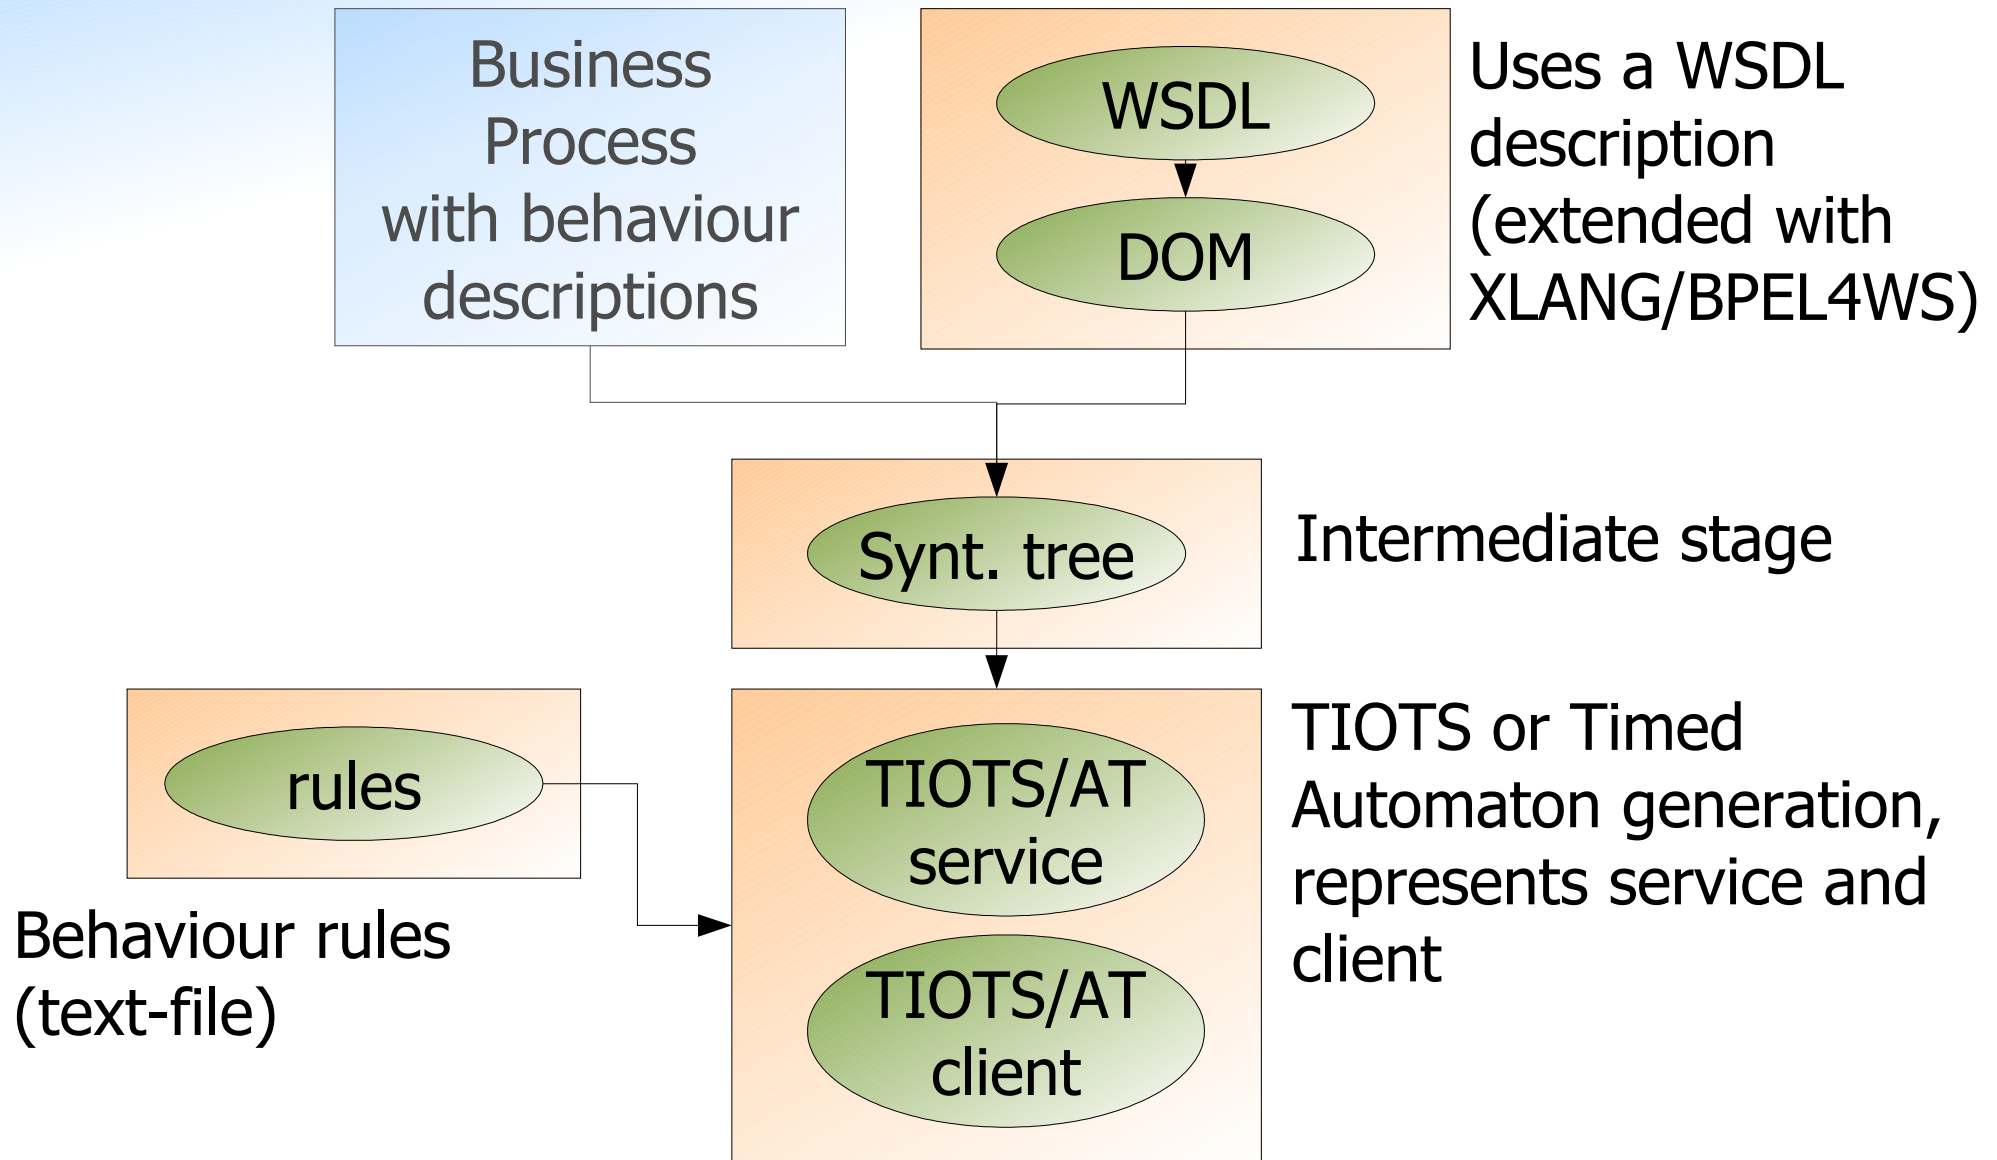 Business
Process
with behaviour
descriptions
WSDL
DOM
Uses a WSDL
description
(extended with
XLANG/BPEL4WS)
Synt. tree
Intermediate stage
rules
Behaviour rules
(text-file)
TIOTS/AT
service
TIOTS/AT
client
TIOTS or Timed
Automaton generation,
represents service and
client